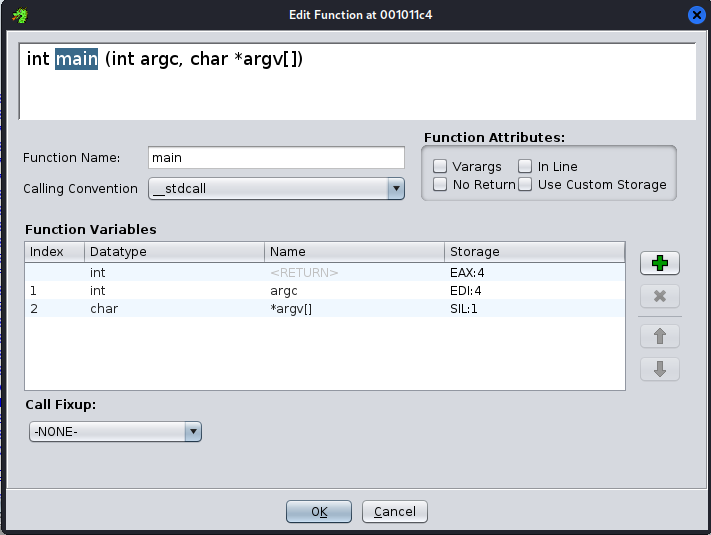 Edit Function at 001011c4
int main (int argc, char *argv[])
Function Name: main
Calling Convention __stdcall
Function Attributes:
Varargs In Line
No Return Use Custom Storage
Function Variables
Index Datatype Name Storage
int <RETURN> EAX:4
1 int argc EDI:4
2 char *argv[] SIL:1
Call Fixup:
-NONE-
OK Cancel